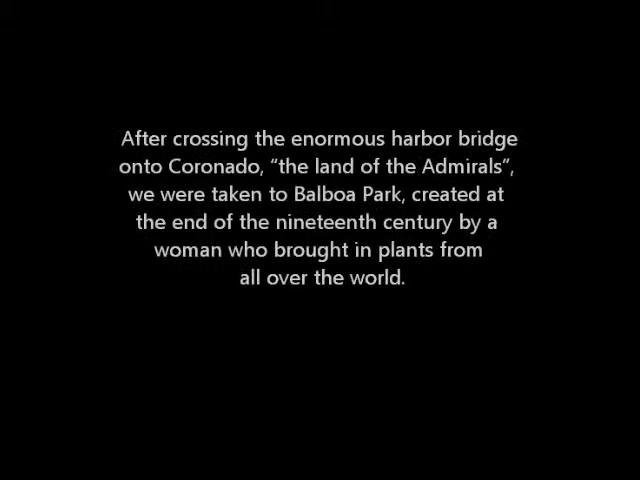 After crossing the enormous harbor bridge
onto Coronado, “the land of the Admirals”,
we were taken to Balboa Park, created at
the end of the nineteenth century by a
woman who brought in plants from
all over the world.